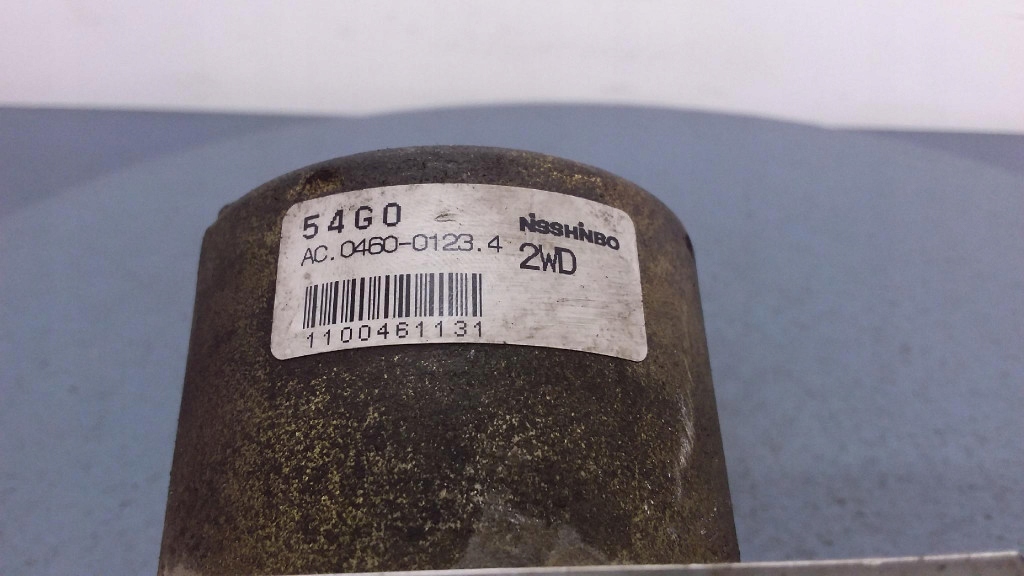 54G0
NiSSHiNBO
AC.0460-0123.4
2WD
1100461131